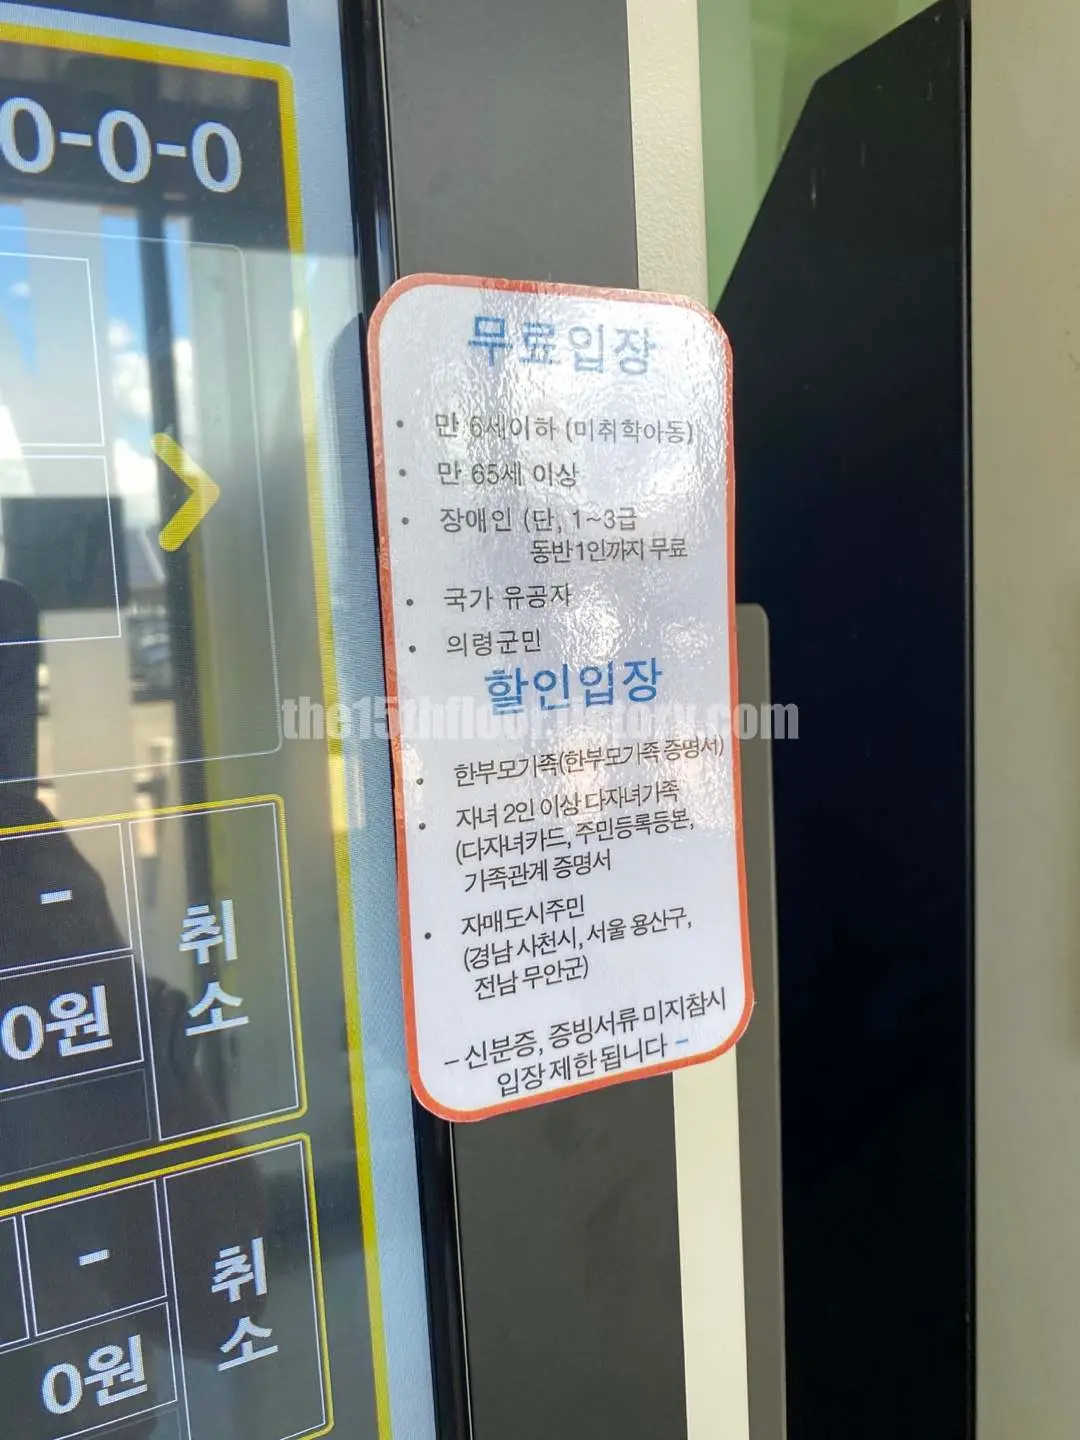 0-0-0
무료입장
• 만 6세이하 (미취학아동)
• 만 65세 이상
• 장애인 (단, 1~3급
동반1인까지 무료
• 국가 유공자
• 의령군민
할인입장
• 한부모가족(한부모가족 증명서)
• 자녀 2인 이상 다자녀가족
(다자녀카드, 주민등록등본,
가족관계 증명서
• 자매도시주민
(경남 사천시, 서울 용산구,
전남 무안군)
- 신분증, 증빙서류 미지참시
입장 제한 됩니다 -
-
취소
0원
-
취소
0원
the15thfloor.tistory.com